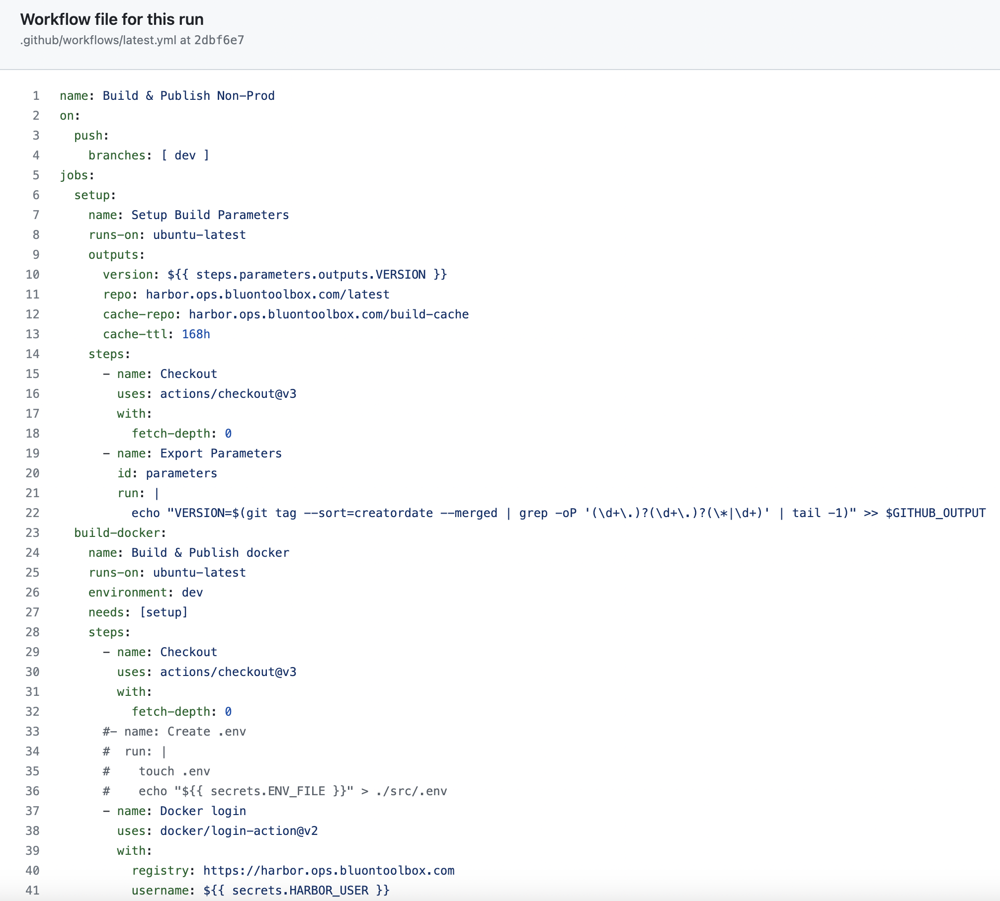 Workflow file for this run
.github/workflows/latest.yml at 2dbf6e7
1 name: Build & Publish Non-Prod
2 on:
3   push:
4     branches: [ dev ]
5 jobs:
6   setup:
7     name: Setup Build Parameters
8     runs-on: ubuntu-latest
9     outputs:
10       version: ${{ steps.parameters.outputs.VERSION }}
11       repo: harbor.ops.bluontoolbox.com/latest
12       cache-repo: harbor.ops.bluontoolbox.com/build-cache
13       cache-ttl: 168h
14     steps:
15       - name: Checkout
16         uses: actions/checkout@v3
17         with:
18           fetch-depth: 0
19       - name: Export Parameters
20         id: parameters
21         run: |
22           echo "VERSION=$(git tag --sort=creatordate --merged | grep -oP '(\d+\.)?(\d+\.)?(\*|\d+)' | tail -1)" >> $GITHUB_OUTPUT
23   build-docker:
24     name: Build & Publish docker
25     runs-on: ubuntu-latest
26     environment: dev
27     needs: [setup]
28     steps:
29       - name: Checkout
30         uses: actions/checkout@v3
31         with:
32           fetch-depth: 0
33       #- name: Create .env
34       #  run: |
35       #    touch .env
36       #    echo "${{ secrets.ENV_FILE }}" > ./src/.env
37       - name: Docker login
38         uses: docker/login-action@v2
39         with:
40           registry: https://harbor.ops.bluontoolbox.com
41           username: ${{ secrets.HARBOR_USER }}